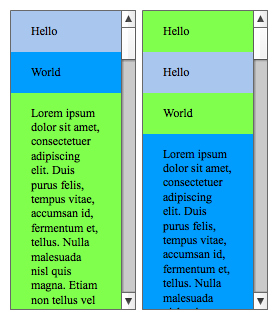 Hello
World
Lorem ipsum
dolor sit amet,
consectetuer
adipiscing
elit. Duis
purus felis,
tempus vitae,
accumsan id,
fermentum et,
tellus. Nulla
malesuada
nisl quis
magna. Etiam
non tellus vel
Hello
Hello
World
Lorem ipsum
dolor sit amet,
consectetuer
adipiscing
elit. Duis
purus felis,
tempus vitae,
accumsan id,
fermentum et,
tellus. Nulla
malesuada